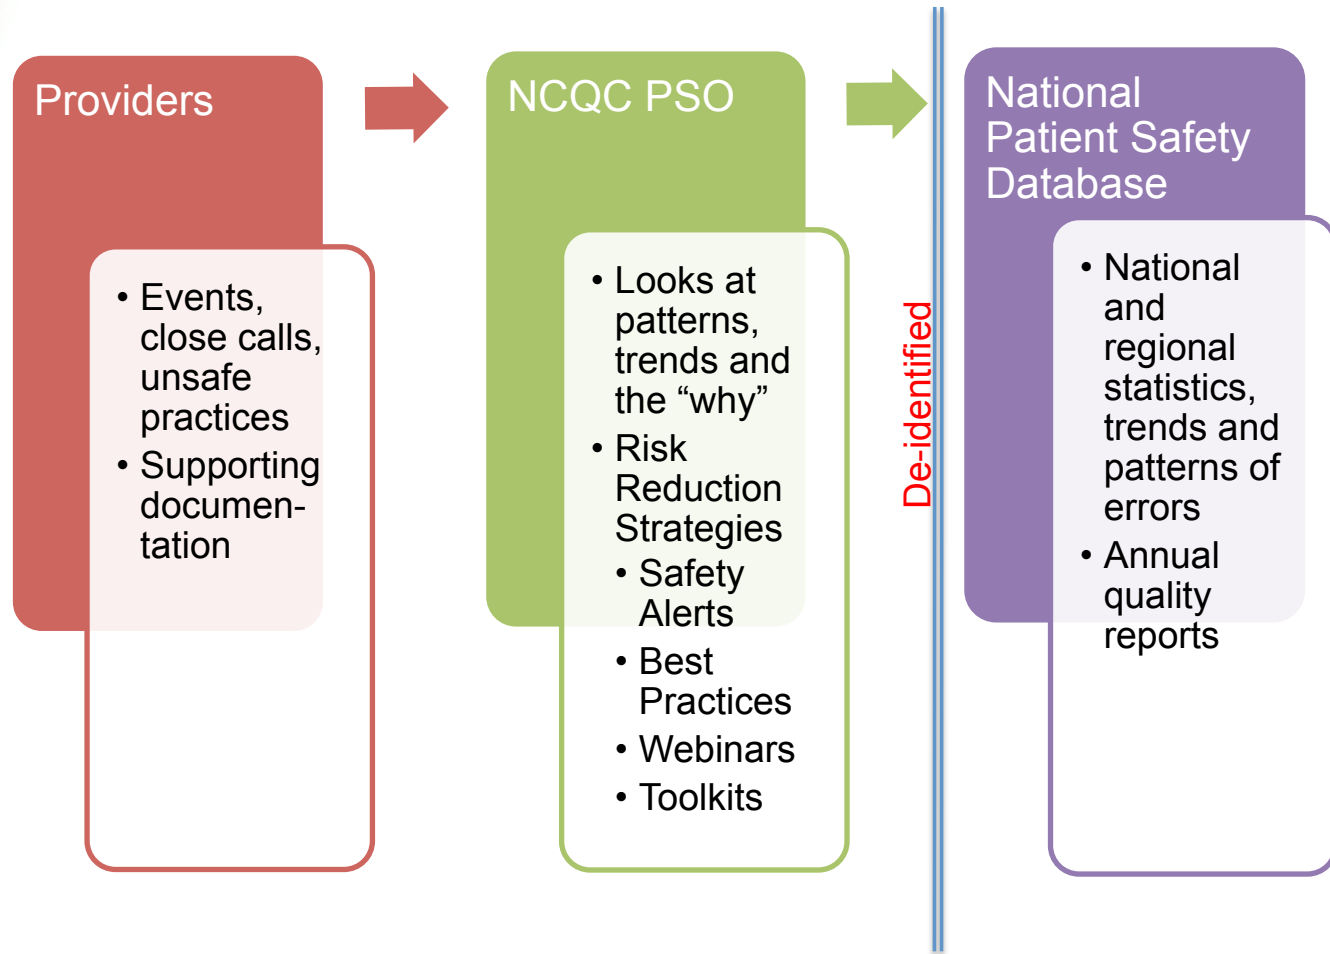 Providers
• Events,
close calls,
unsafe
practices
• Supporting
documen-
tation
NCQC PSO
• Looks at
patterns,
trends and
the “why”
• Risk
Reduction
Strategies
• Safety
Alerts
• Best
Practices
• Webinars
• Toolkits
De-identified
National
Patient Safety
Database
• National
and
regional
statistics,
trends and
patterns of
errors
• Annual
quality
reports